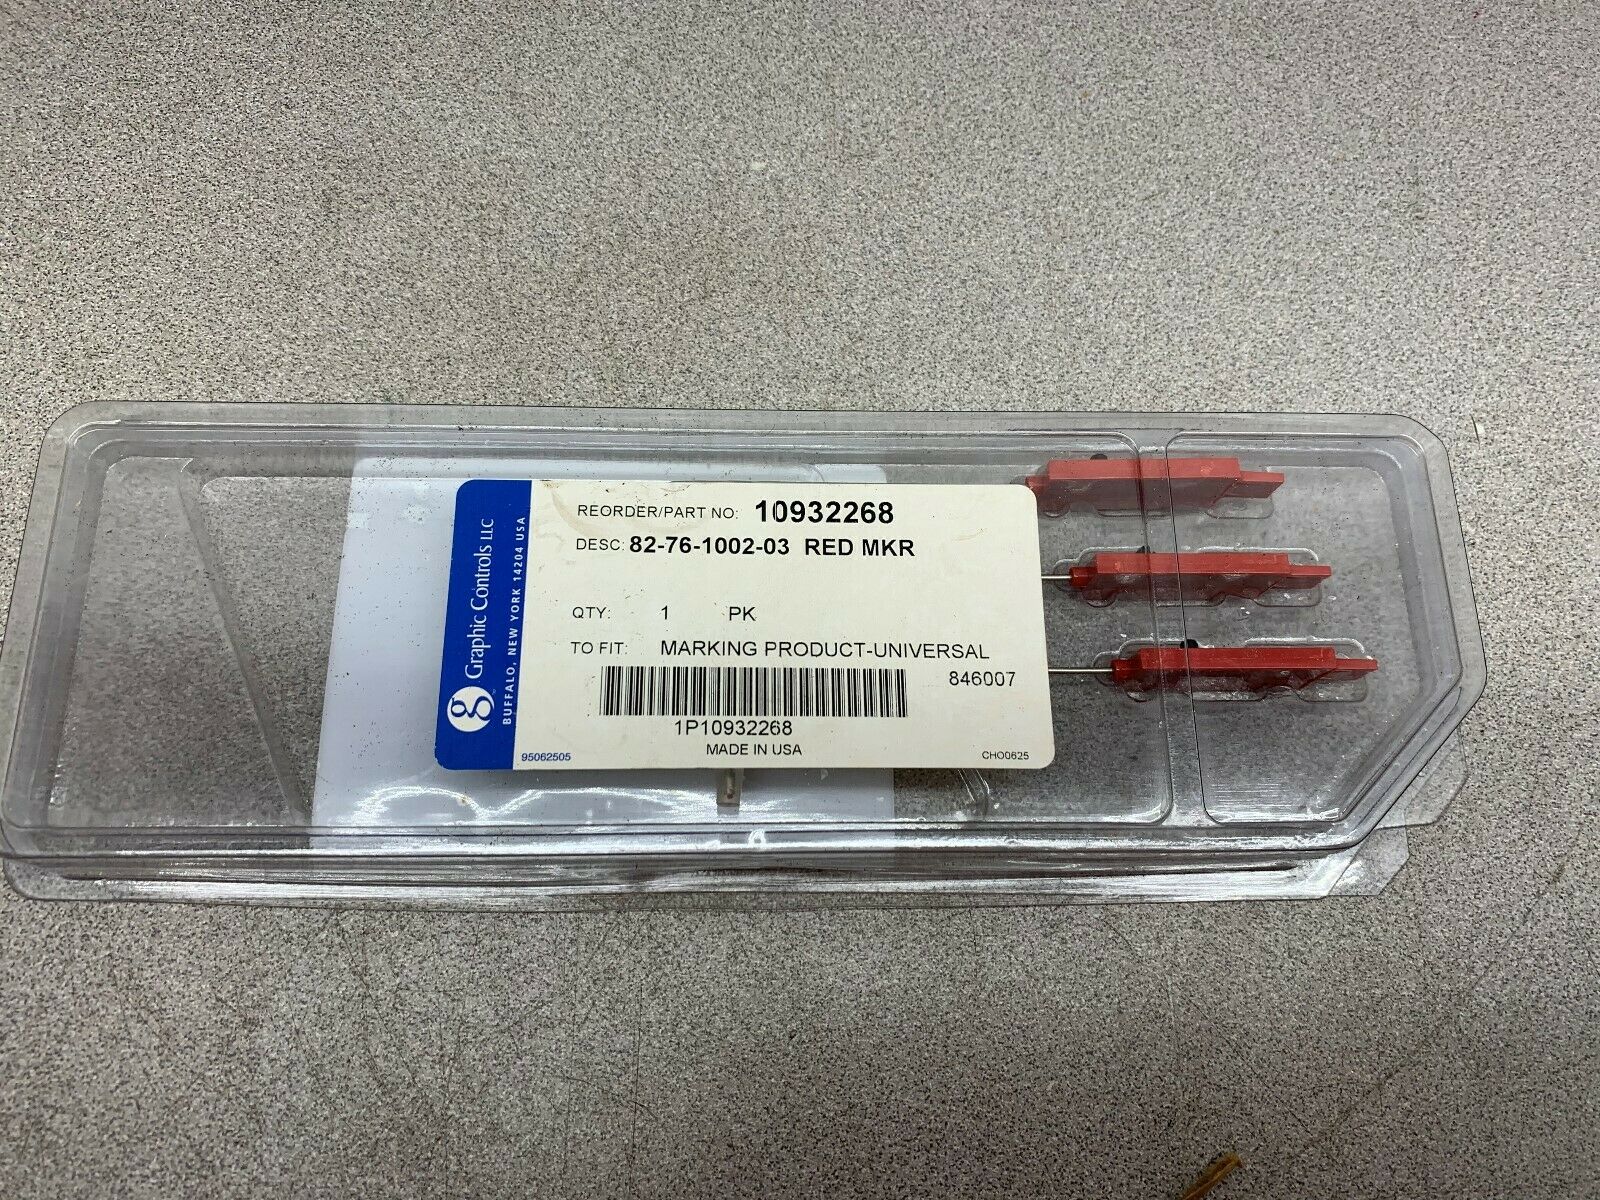 g Graphic Controls LLC
BUFFALO, NEW YORK 14204 USA
REORDER/PART NO: 10932268
DESC: 82-76-1002-03 RED MKR
QTY: 1 PK
TO FIT: MARKING PRODUCT-UNIVERSAL
846007
1P10932268
MADE IN USA
95062505
CHO0625